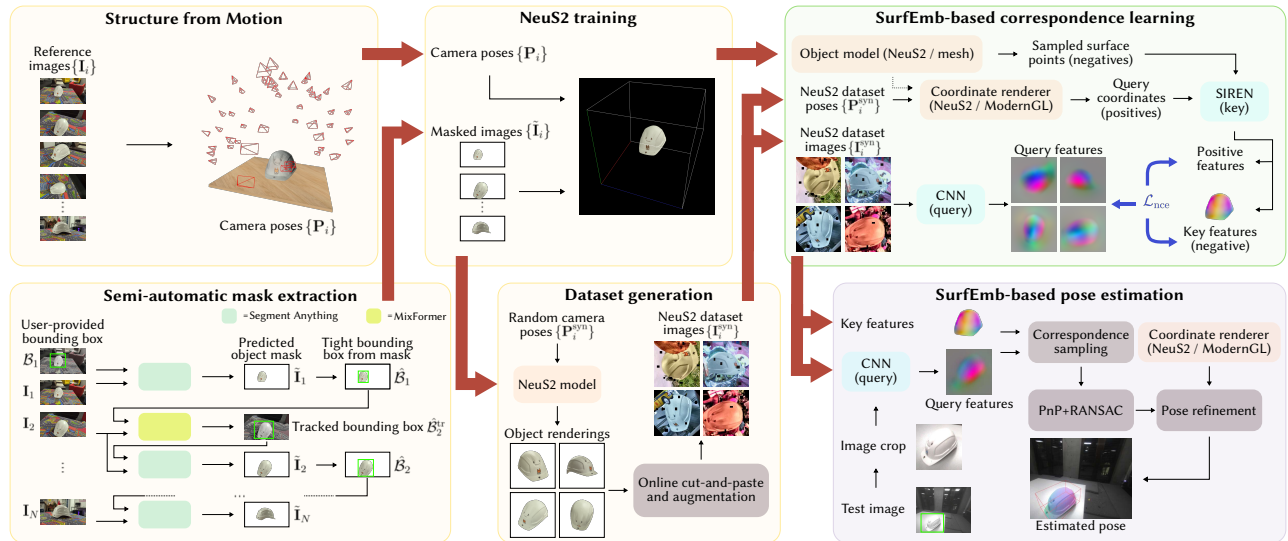 Structure from Motion
Reference
images {I_i}
Camera poses {P_i}
NeuS2 training
Camera poses {P_i}
Masked images {Ĩ_i}
SurfEmb-based correspondence learning
Object model (NeuS2 / mesh)
Sampled surface
points (negatives)
NeuS2 dataset
poses {P_i^syn}
Coordinate renderer
(NeuS2 / ModernGL)
Query
coordinates
(positives)
SIREN
(key)
NeuS2 dataset
images {I_i^syn}
Query features
CNN
(query)
Positive
features
ℒ_nce
Key features
(negative)
Semi-automatic mask extraction
=Segment Anything
=MixFormer
User-provided
bounding box
Predicted
object mask
Tight bounding
box from mask
ℬ_1
I_1
Ĩ_1
ℬ̂_1
I_2
Tracked bounding box ℬ̂_2^tr
Ĩ_2
ℬ̂_2
I_N
Ĩ_N
Dataset generation
Random camera
poses {P_i^syn}
NeuS2 dataset
images {I_i^syn}
NeuS2 model
Object renderings
Online cut-and-paste
and augmentation
SurfEmb-based pose estimation
Key features
Correspondence
sampling
Coordinate renderer
(NeuS2 / ModernGL)
CNN
(query)
Query features
PnP+RANSAC
Pose refinement
Image crop
Test image
Estimated pose